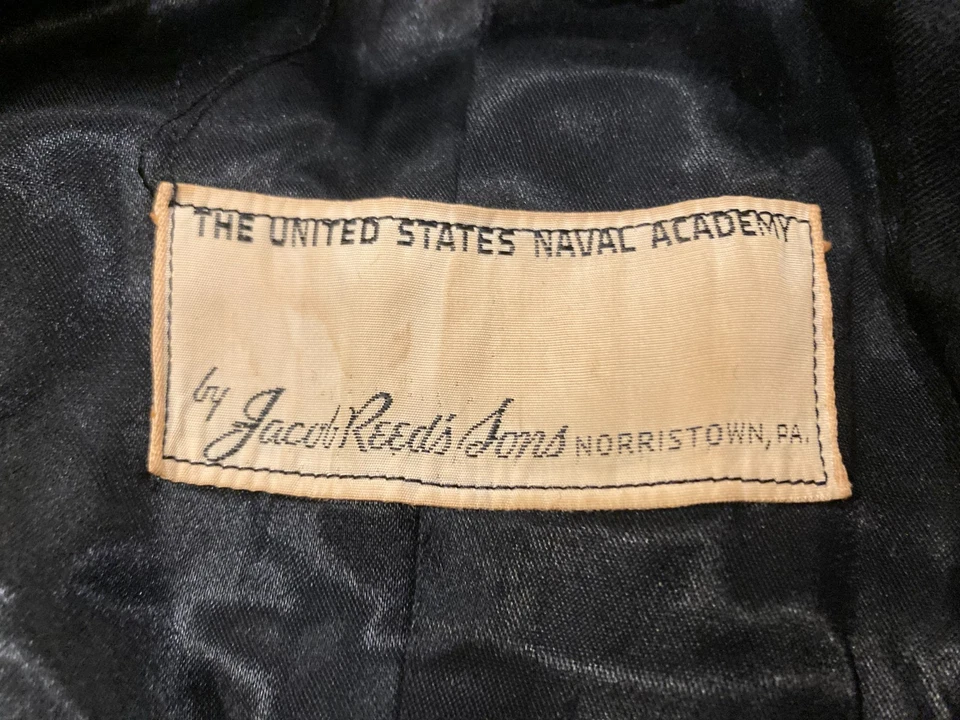 THE UNITED STATES NAVAL ACADEMY
by Jacob Reed's Sons NORRISTOWN, PA.